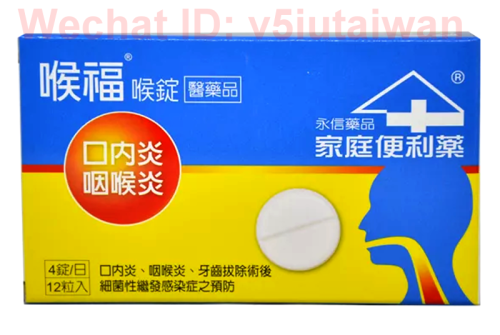 Wechat ID: v5jutaiwan
喉福® 喉錠 醫藥品
®
永信藥品
家庭便利藥
口內炎
咽喉炎
4錠/日
12粒入
口內炎、咽喉炎、牙齒拔除術後
細菌性繼發感染症之預防